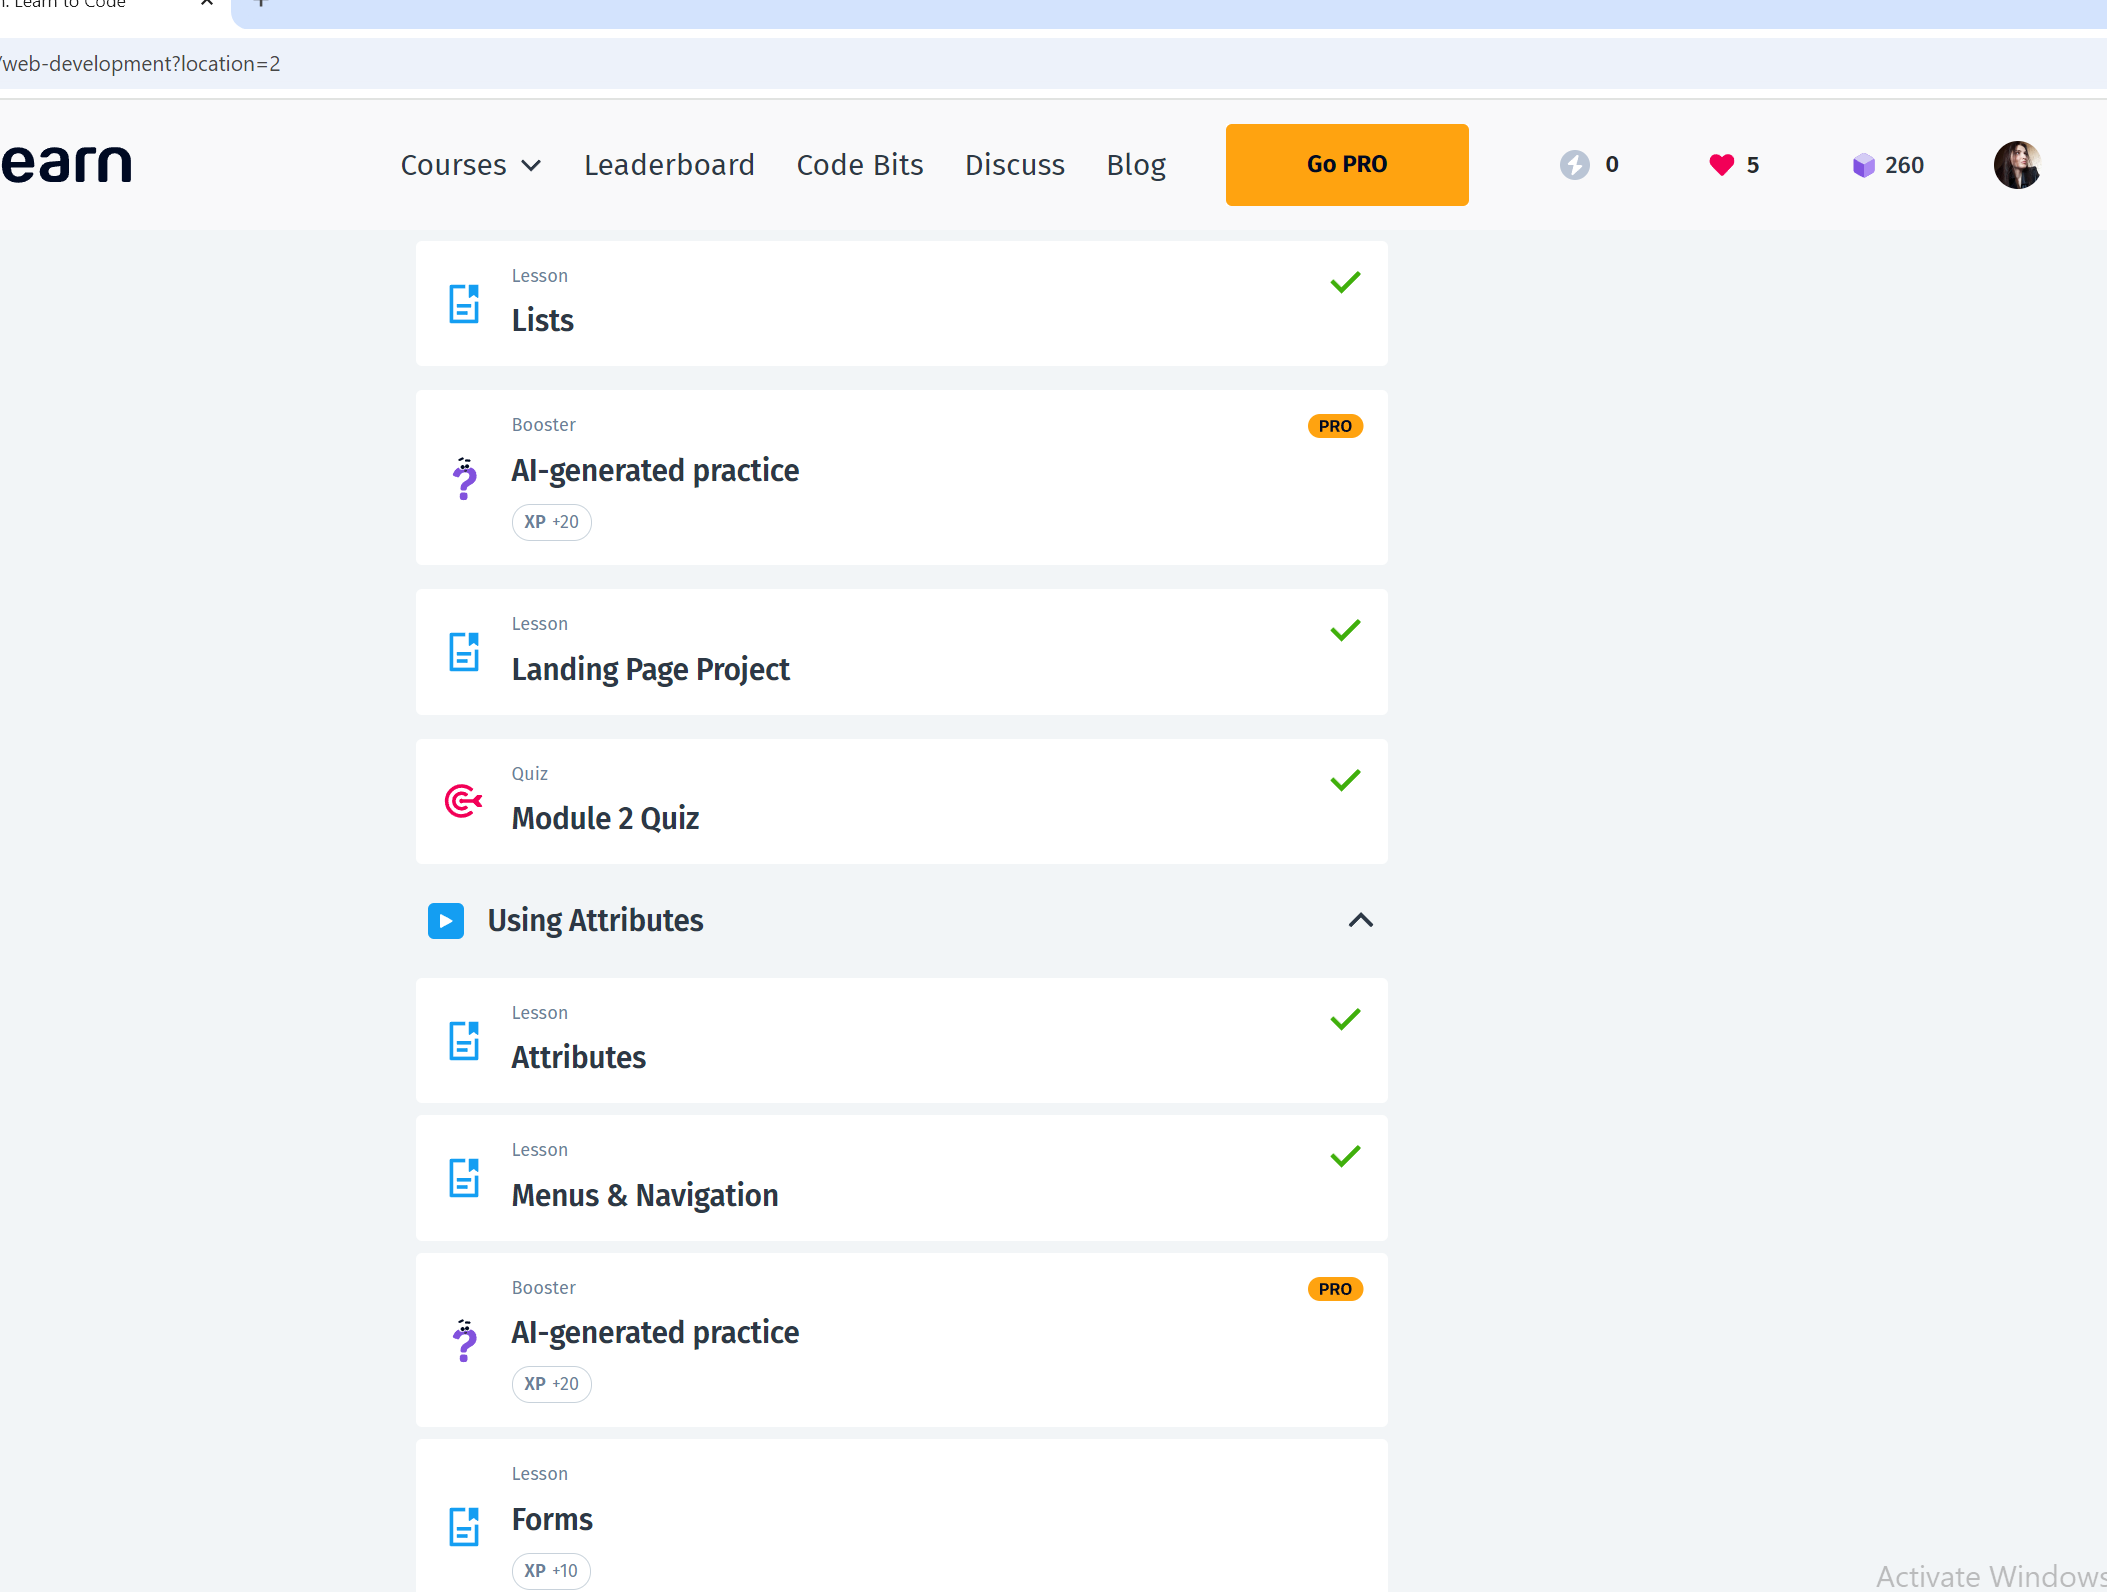 n: Learn to Code
/web-development?location=2
earn
Courses
Leaderboard
Code Bits
Discuss
Blog
Go PRO
0
5
260
Lesson
Lists
Booster
PRO
AI-generated practice
XP +20
Lesson
Landing Page Project
Quiz
Module 2 Quiz
Using Attributes
Lesson
Attributes
Lesson
Menus & Navigation
Booster
PRO
AI-generated practice
XP +20
Lesson
Forms
XP +10
Activate Windows